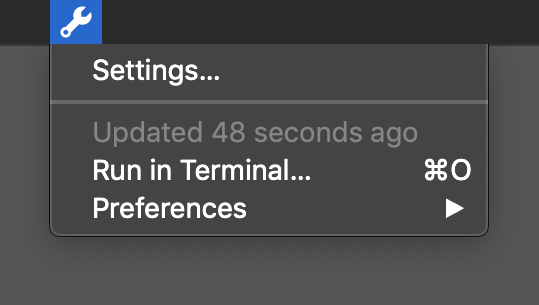 Settings...
Updated 48 seconds ago
Run in Terminal... ⌘O
Preferences ▶